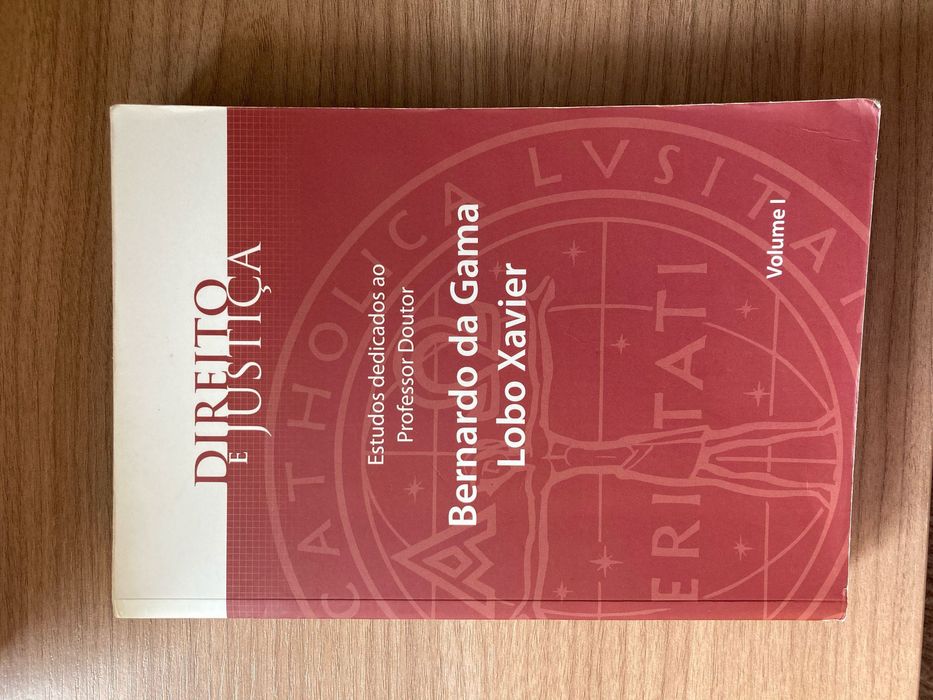 DIREITO
E JUSTIÇA
Estudos dedicados ao
Professor Doutor
Bernardo da Gama
Lobo Xavier
Volume I
CATHOLICA LVSITA
ERITATI